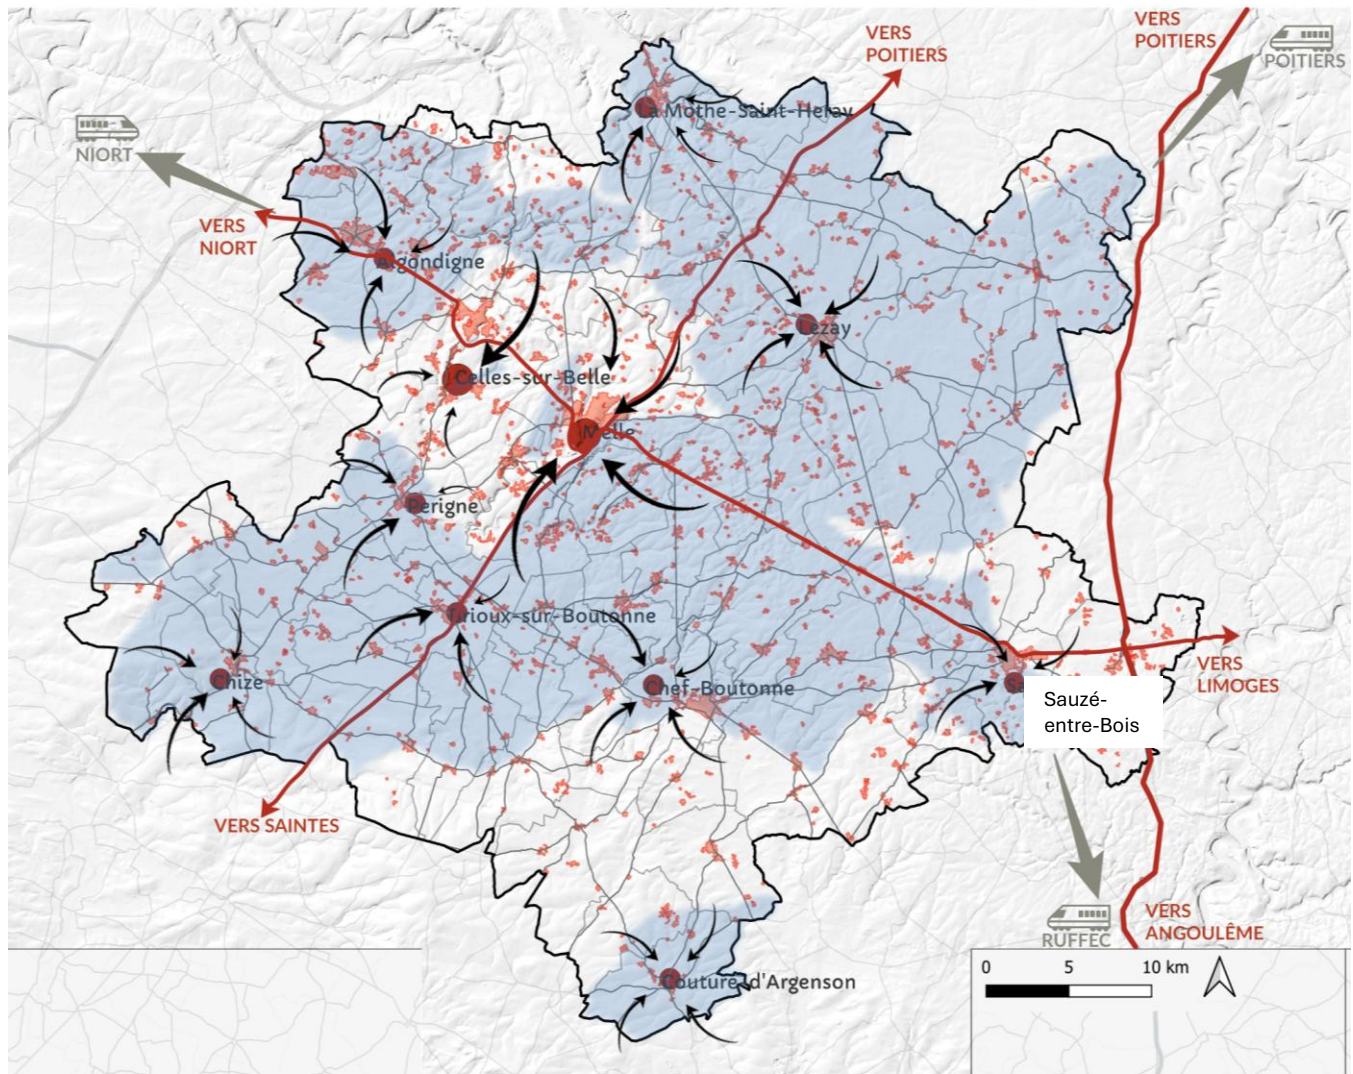 VERS
POITIERS
VERS
POITIERS
POITIERS
La Mothe-Saint-Heray
NIORT
VERS
NIORT
Aigondigne
Lezay
Celles-sur-Belle
Melle
Perigne
Brioux-sur-Boutonne
Chize
Chef-Boutonne
VERS
LIMOGES
Sauzé-
entre-Bois
VERS SAINTES
RUFFEC
VERS
ANGOULÊME
Couture-d'Argenson
0 5 10 km